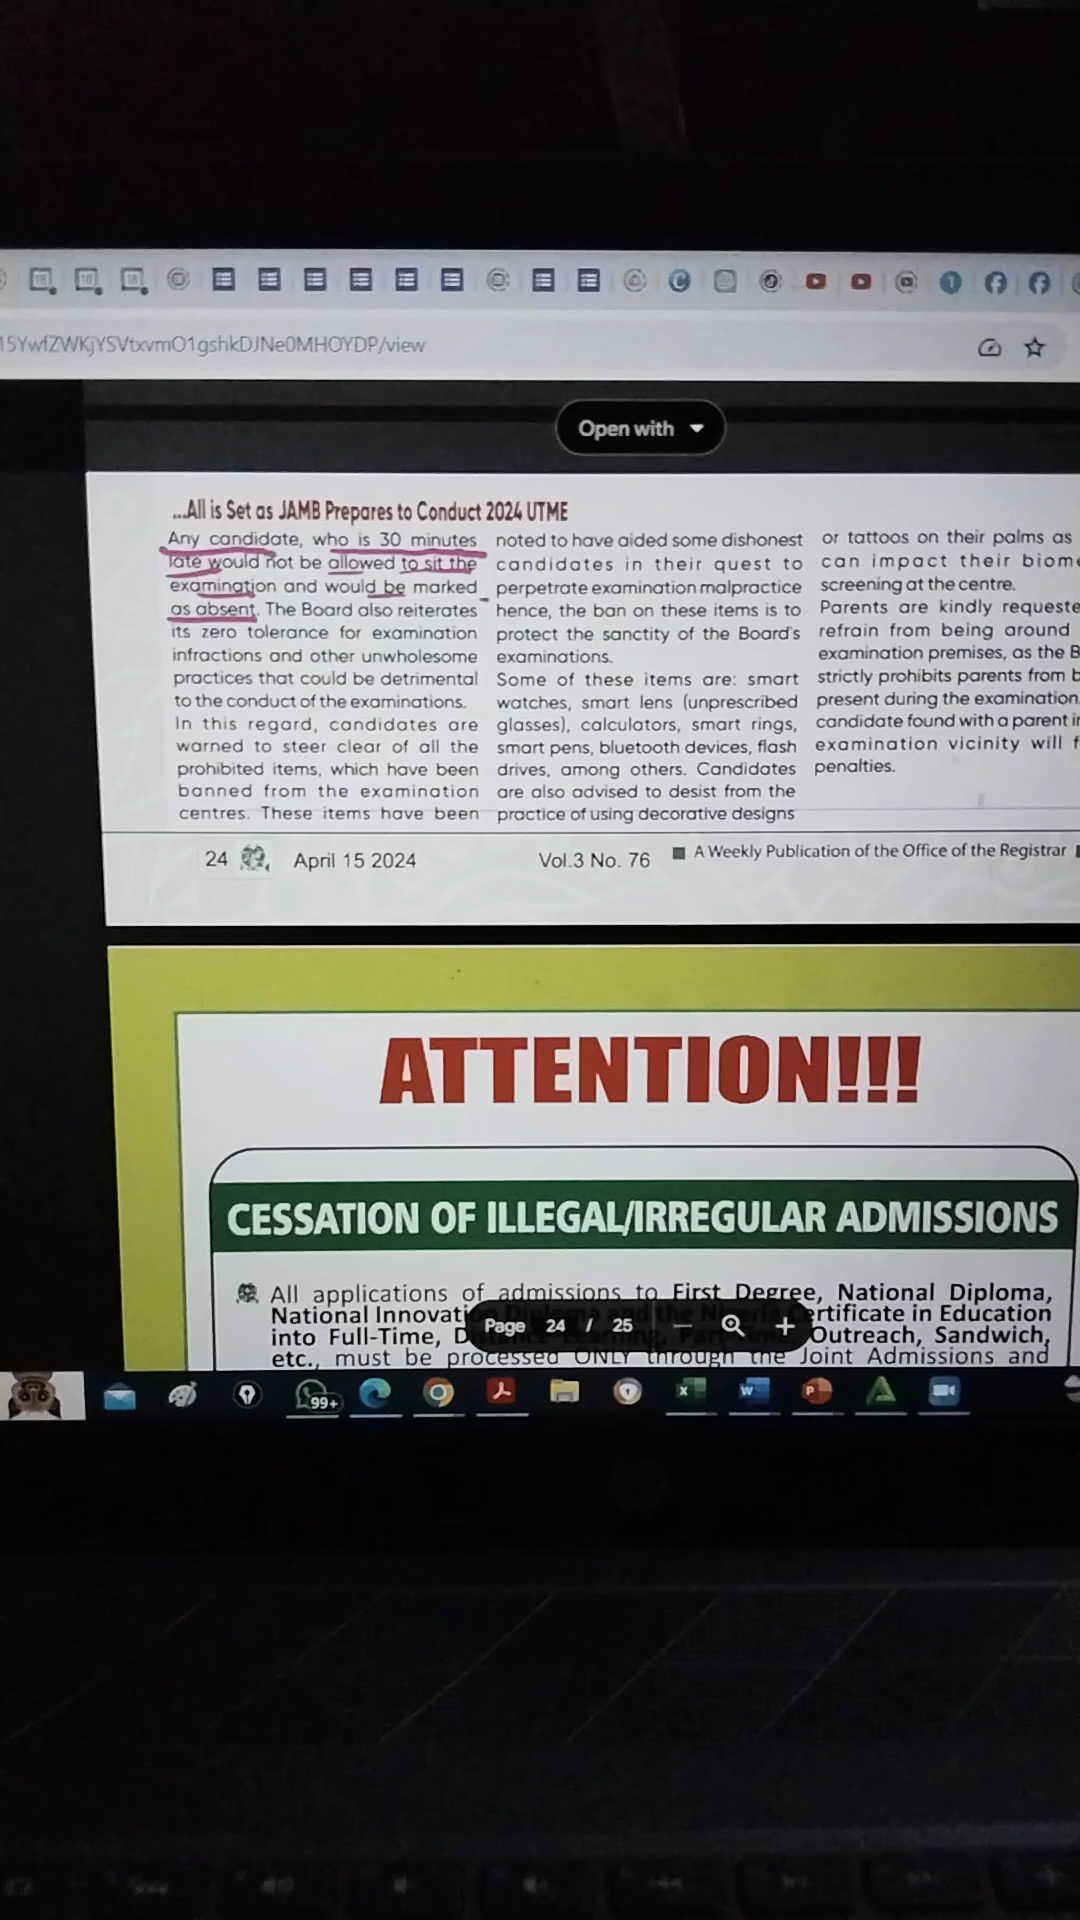 15YwfZWKjYSVtxvmO1gshkDJNe0MHOYDP/view
Open with
...All is Set as JAMB Prepares to Conduct 2024 UTME
Any candidate, who is 30 minutes
late would not be allowed to sit the
examination and would be marked
as absent. The Board also reiterates
its zero tolerance for examination
infractions and other unwholesome
practices that could be detrimental
to the conduct of the examinations.
In this regard, candidates are
warned to steer clear of all the
prohibited items, which have been
banned from the examination
centres. These items have been
noted to have aided some dishonest
candidates in their quest to
perpetrate examination malpractice
hence, the ban on these items is to
protect the sanctity of the Board's
examinations.
Some of these items are: smart
watches, smart lens (unprescribed
glasses), calculators, smart rings,
smart pens, bluetooth devices, flash
drives, among others. Candidates
are also advised to desist from the
practice of using decorative designs
or tattoos on their palms as
can impact their biome
screening at the centre.
Parents are kindly requeste
refrain from being around
examination premises, as the B
strictly prohibits parents from b
present during the examination.
candidate found with a parent in
examination vicinity will f
penalties.
24 April 15 2024 Vol.3 No. 76 A Weekly Publication of the Office of the Registrar
ATTENTION!!!
CESSATION OF ILLEGAL/IRREGULAR ADMISSIONS
All applications of admissions to First Degree, National Diploma,
National Innovati Certificate in Education
into Full-Time, Outreach, Sandwich,
etc., must be processed ONLY through the Joint Admissions and
Page 24 / 25
99+